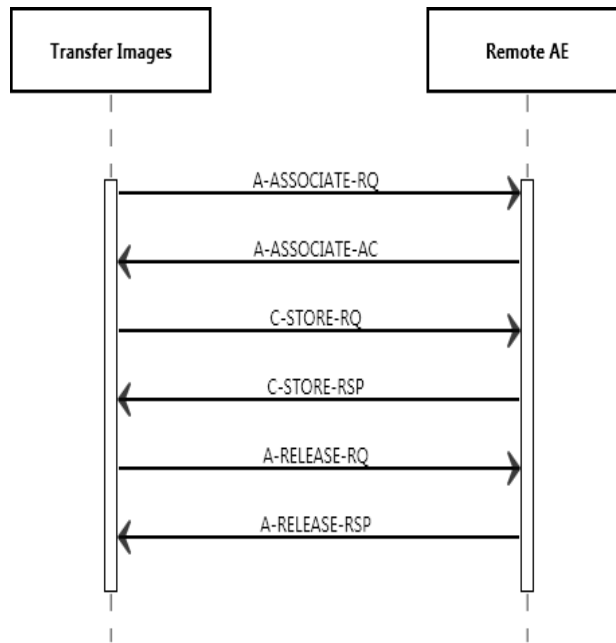 Transfer Images
Remote AE
A-ASSOCIATE-RQ
A-ASSOCIATE-AC
C-STORE-RQ
C-STORE-RSP
A-RELEASE-RQ
A-RELEASE-RSP